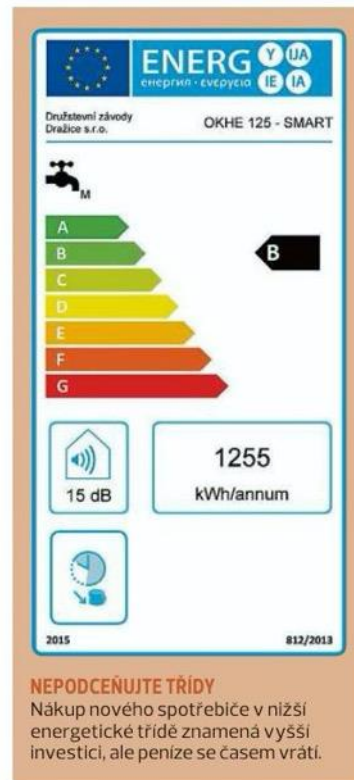 ENERG Y IJA
енергия · ενεργεια IE IA
Družstevní závody
Dražice s.r.o.
OKHE 125 - SMART
M
A
B
C
D
E
F
G
B
15 dB
1255
kWh/annum
2015
812/2013
NEPODCEŇUJTE TŘÍDY
Nákup nového spotřebiče v nižší
energetické třídě znamená vyšší
investici, ale peníze se časem vrátí.